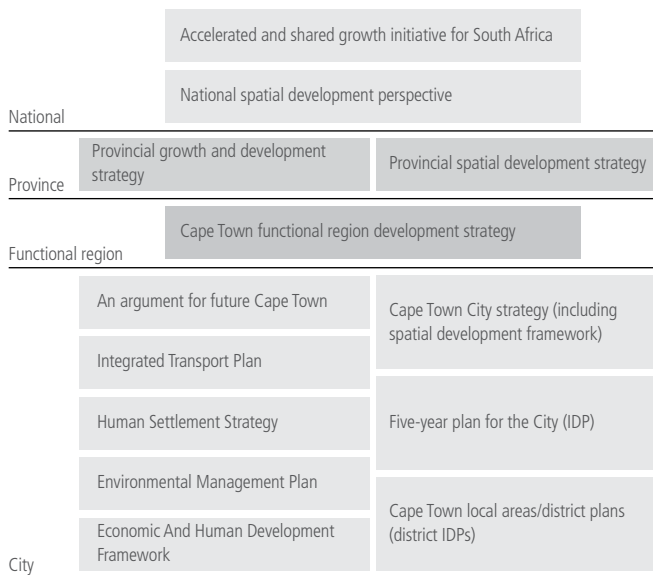 Accelerated and shared growth initiative for South Africa
National spatial development perspective
National
Provincial growth and development
strategy
Provincial spatial development strategy
Province
Cape Town functional region development strategy
Functional region
An argument for future Cape Town
Integrated Transport Plan
Human Settlement Strategy
Environmental Management Plan
Economic And Human Development
Framework
Cape Town City strategy (including
spatial development framework)
Five-year plan for the City (IDP)
Cape Town local areas/district plans
(district IDPs)
City